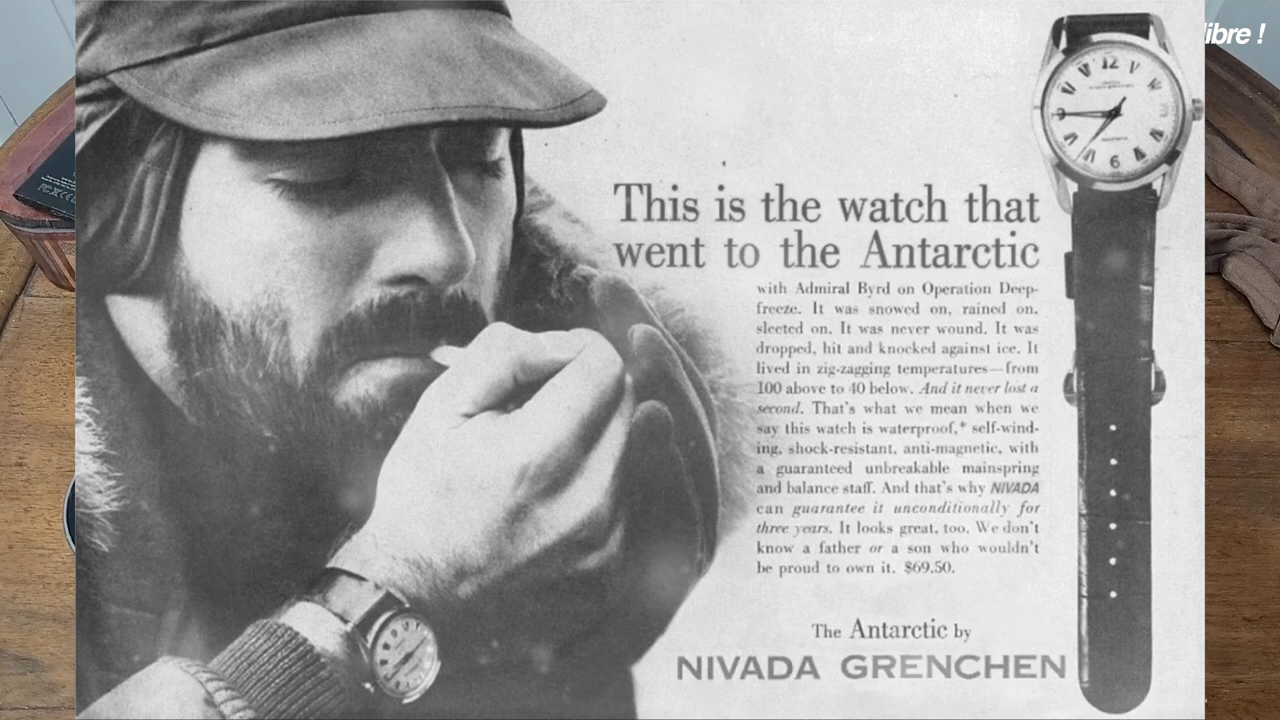 libre !
This is the watch that
went to the Antarctic
with Admiral Byrd on Operation Deep-
freeze. It was snowed on, rained on,
sleeted on. It was never wound. It was
dropped, hit and knocked against ice. It
lived in zig-zagging temperatures—from
100 above to 40 below. And it never lost a
second. That's what we mean when we
say this watch is waterproof,* self-wind-
ing, shock-resistant, anti-magnetic, with
a guaranteed unbreakable mainspring
and balance staff. And that's why NIVADA
can guarantee it unconditionally for
three years. It looks great, too. We don't
know a father or a son who wouldn't
be proud to own it. $69.50.
The Antarctic by
NIVADA GRENCHEN
12
6